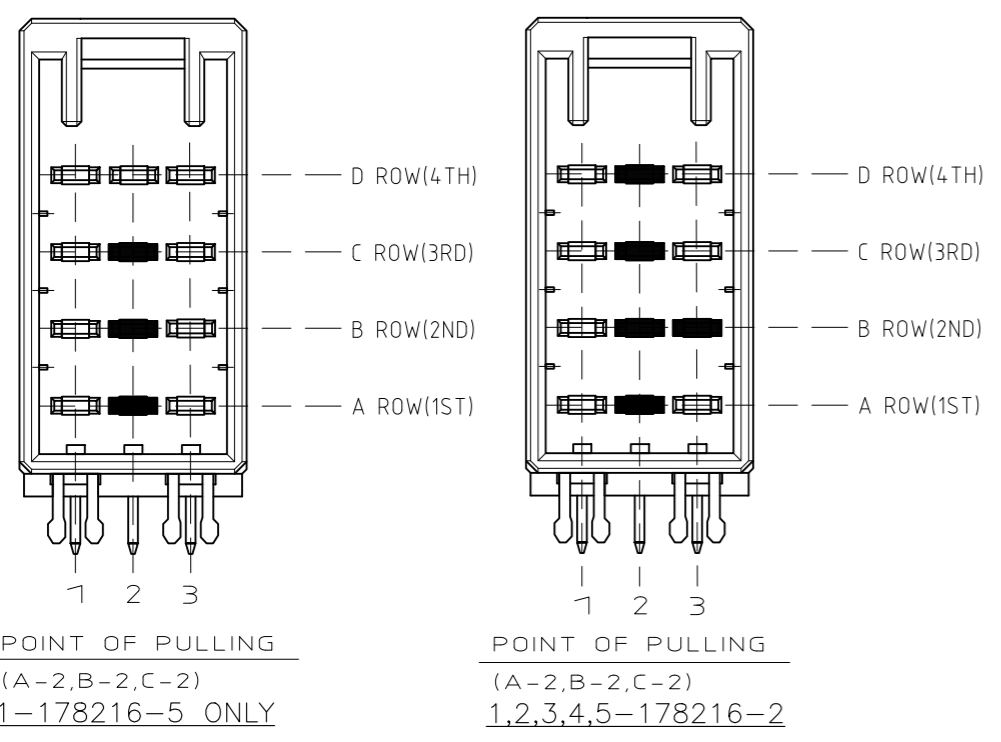 D ROW(4TH)
C ROW(3RD)
B ROW(2ND)
A ROW(1ST)
1 2 3
POINT OF PULLING
(A-2,B-2,C-2)
1-178216-5 ONLY
D ROW(4TH)
C ROW(3RD)
B ROW(2ND)
A ROW(1ST)
1 2 3
POINT OF PULLING
(A-2,B-2,C-2)
1,2,3,4,5-178216-2